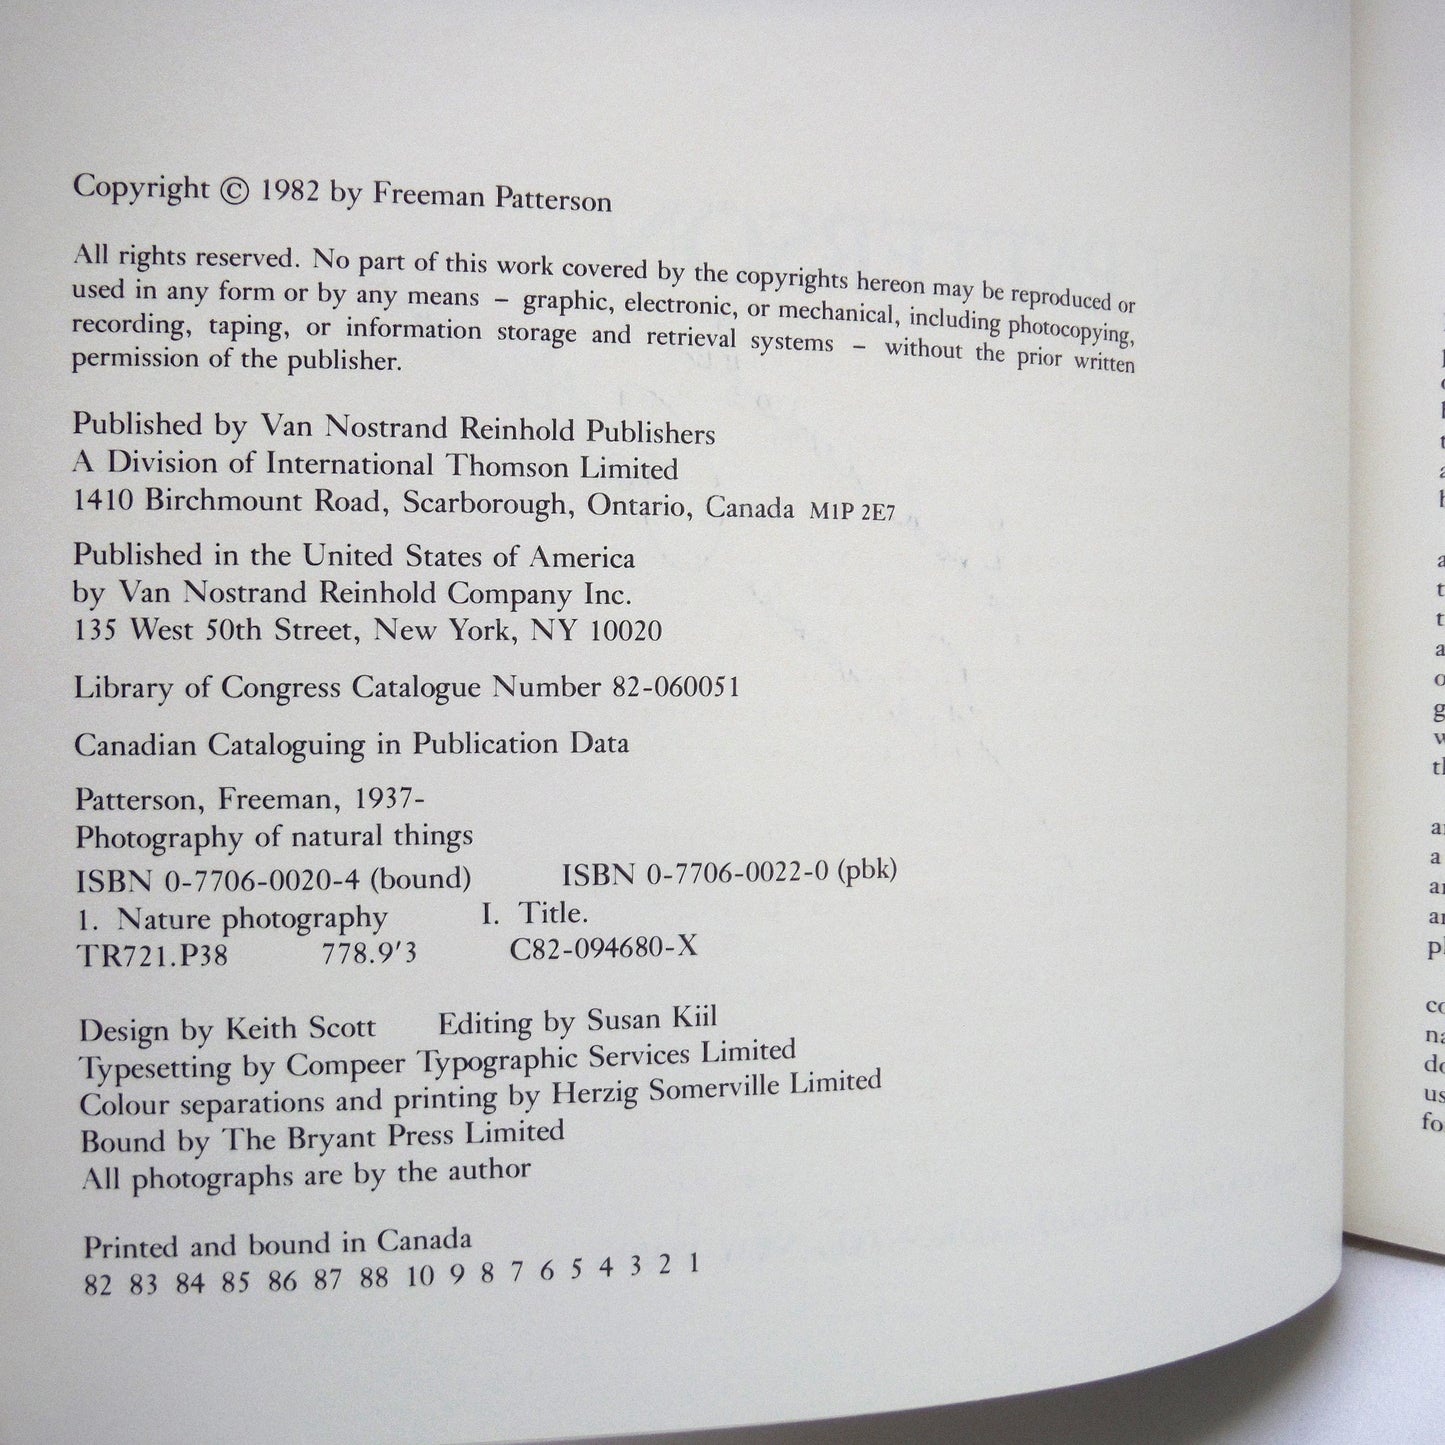 Copyright © 1982 by Freeman Patterson
All rights reserved. No part of this work covered by the copyrights hereon may be reproduced or
used in any form or by any means – graphic, electronic, or mechanical, including photocopying,
recording, taping, or information storage and retrieval systems – without the prior written
permission of the publisher.
Published by Van Nostrand Reinhold Publishers
A Division of International Thomson Limited
1410 Birchmount Road, Scarborough, Ontario, Canada M1P 2E7
Published in the United States of America
by Van Nostrand Reinhold Company Inc.
135 West 50th Street, New York, NY 10020
Library of Congress Catalogue Number 82-060051
Canadian Cataloguing in Publication Data
Patterson, Freeman, 1937-
Photography of natural things
ISBN 0-7706-0020-4 (bound) ISBN 0-7706-0022-0 (pbk)
1. Nature photography I. Title.
TR721.P38 778.9'3 C82-094680-X
Design by Keith Scott Editing by Susan Kiil
Typesetting by Compeer Typographic Services Limited
Colour separations and printing by Herzig Somerville Limited
Bound by The Bryant Press Limited
All photographs are by the author
Printed and bound in Canada
82 83 84 85 86 87 88 10 9 8 7 6 5 4 3 2 1